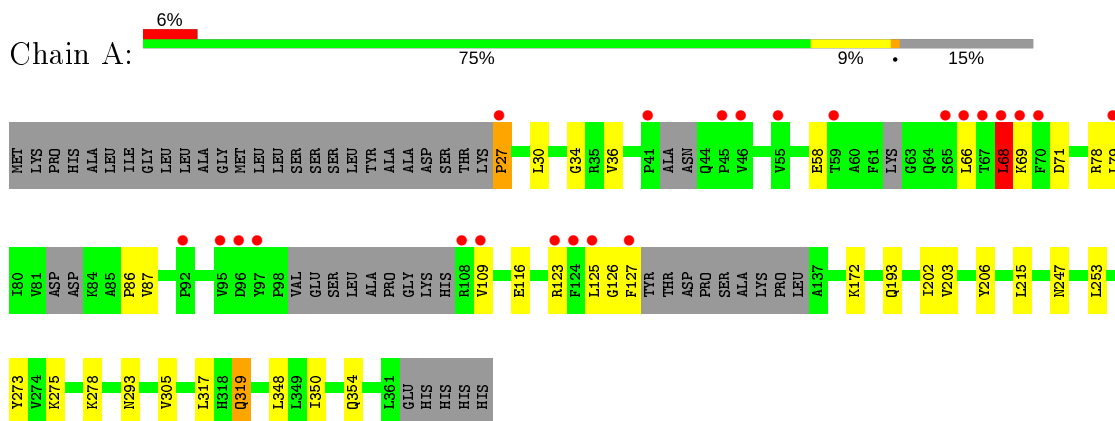 6%
Chain A:
75% 9% • 15%
MET LYS PRO HIS ALA LEU ILE GLY LEU LEU ALA GLY MET LEU LEU SER SER SER LEU TYR ALA ALA ASP SER THR LYS P27 L30 G34 R35 V36 P41 ALA ASN Q44 P45 V46 V55 E58 T59 A60 F61 LYS G63 Q64 S65 L66 T67 L68 K69 F70 D71 R78
I80 V81 ASP ASP K84 A85 P86 V87 P92 V95 D96 Y97 P98 VAL GLU SER LEU ALA PRO GLY LYS HIS R108 V109 E116 R123 F124 L125 G126 F127 TYR THR ASP PRO SER ALA LYS PRO LEU A137 K172 Q193 I202 V203 Y206 L215 N247 L253
Y273 V274 K275 K278 N293 V305 L317 H318 Q319 L348 L349 I350 Q354 L361 GLU HIS HIS HIS HIS